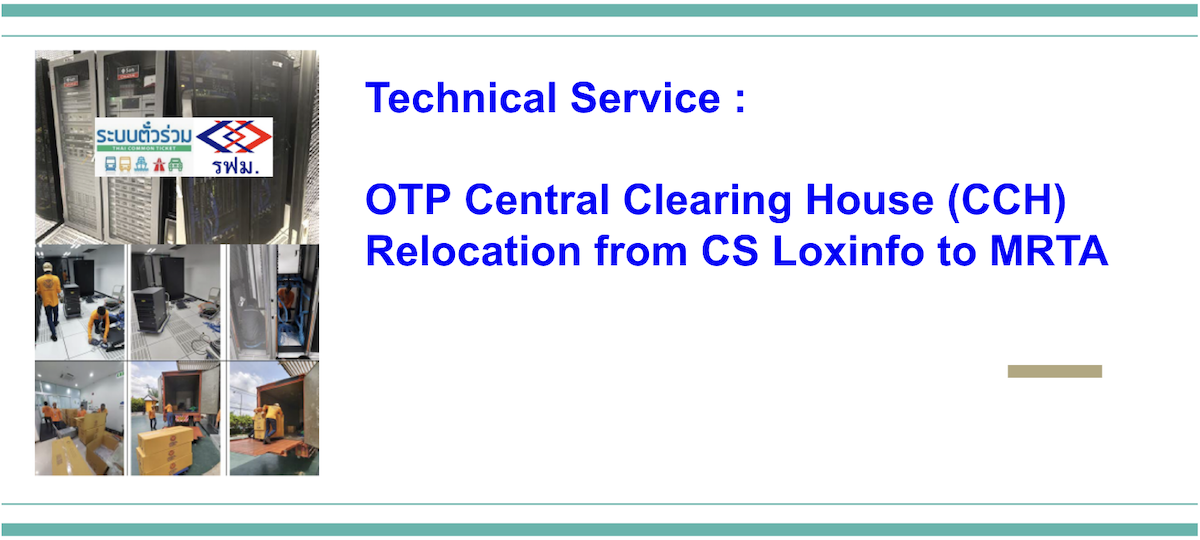 Technical Service :
OTP Central Clearing House (CCH)
Relocation from CS Loxinfo to MRTA
ระบบตั๋วร่วม
THAI COMMON TICKET
รฟม.